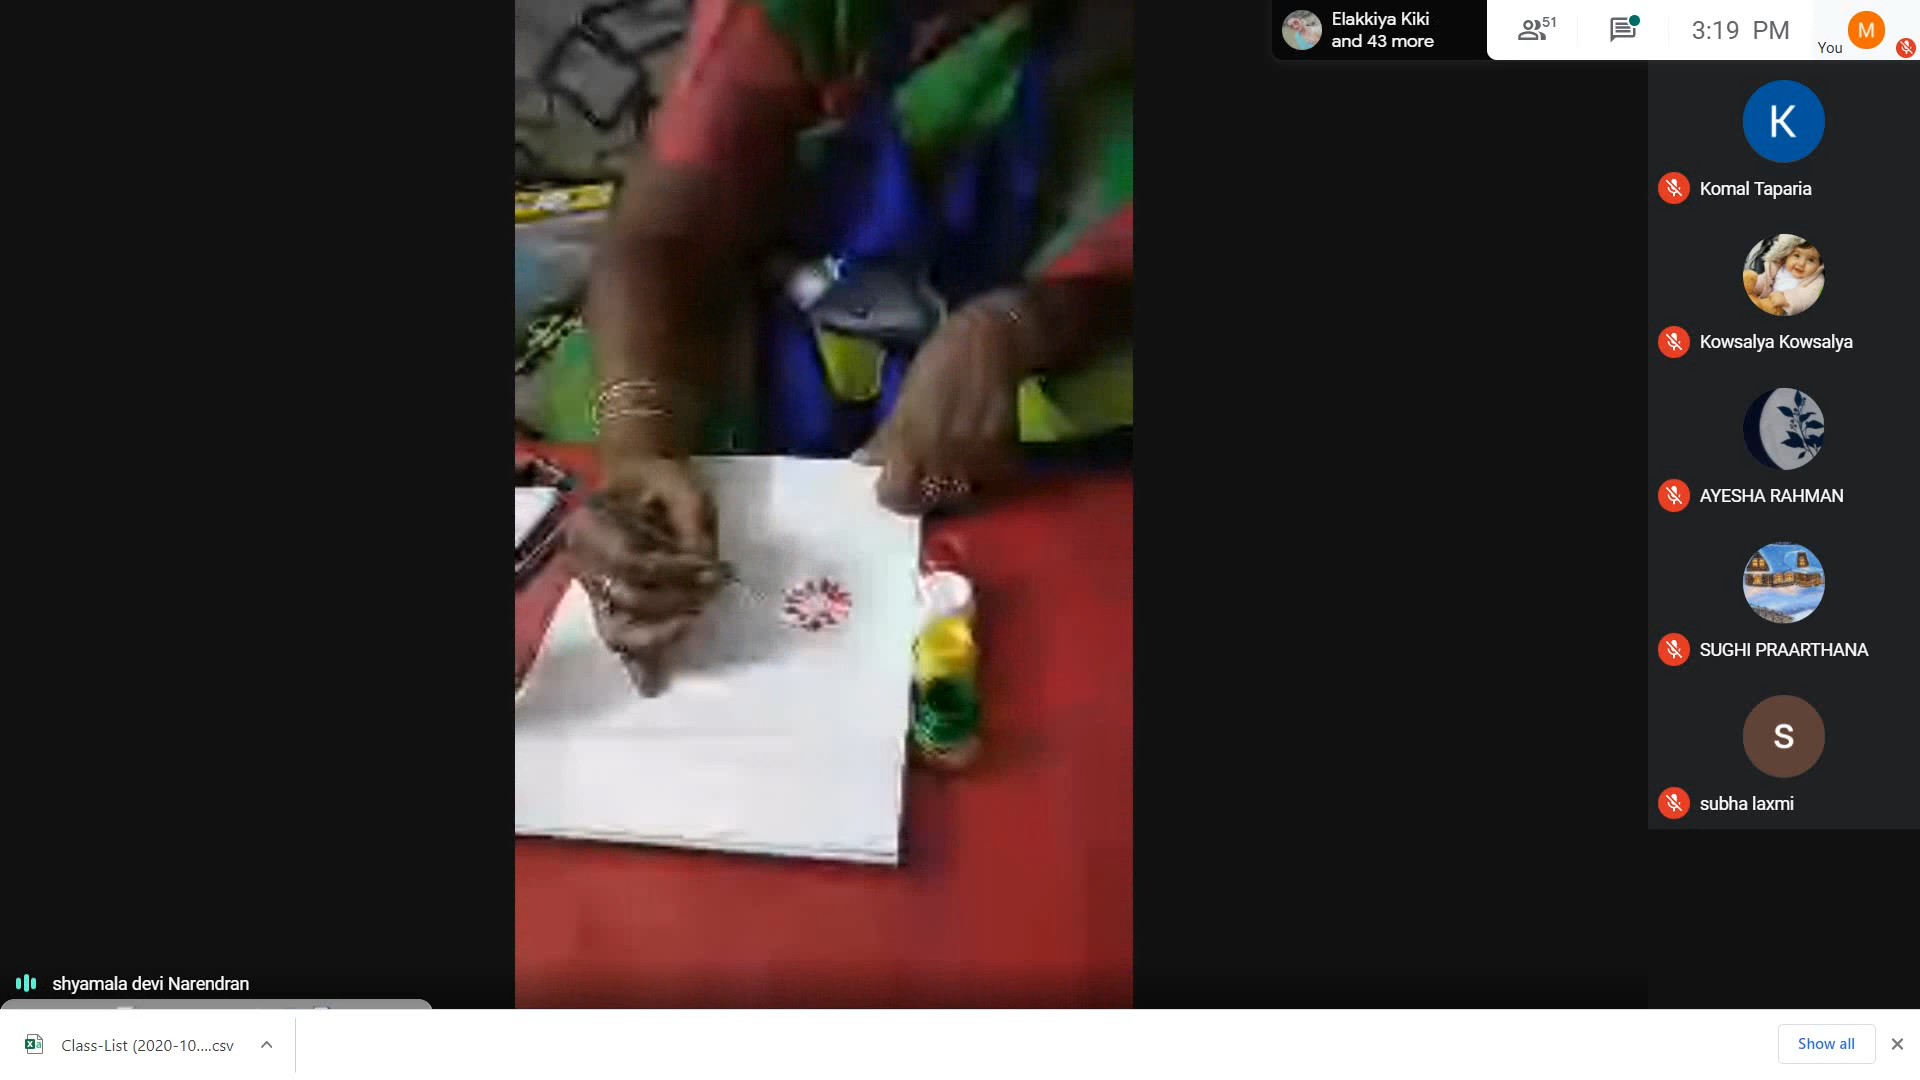 Elakkiya Kiki
and 43 more
51
3:19 PM
You
M
K
Komal Taparia
Kowsalya Kowsalya
AYESHA RAHMAN
SUGHI PRAARTHANA
S
subha laxmi
shyamala devi Narendran
Class-List (2020-10....csv
Show all